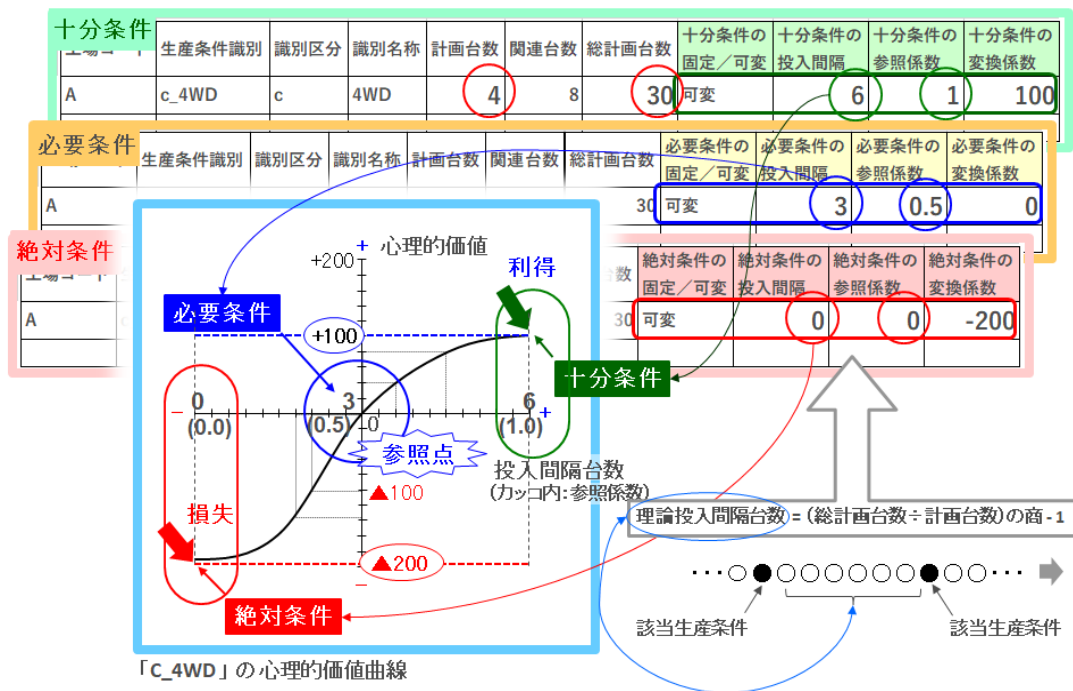 十分条件
工場コード 生産条件識別 識別区分 識別名称 計画台数 関連台数 総計画台数 十分条件の固定／可変 十分条件の投入間隔 十分条件の参照係数 十分条件の変換係数
A c_4WD c 4WD 4 8 30 可変 6 1 100
必要条件
生産条件識別 識別区分 識別名称 計画台数 関連台数 総計画台数 必要条件の固定／可変 必要条件の投入間隔 必要条件の参照係数 必要条件の変換係数
A 30 可変 3 0.5 0
絶対条件
工場コード 台数 絶対条件の固定／可変 絶対条件の投入間隔 絶対条件の参照係数 絶対条件の変換係数
A 30 可変 0 0 -200
+ 心理的価値
+200
利得
必要条件
+100
十分条件
0 3 6
− 0 +
(0.0) (0.5) (1.0)
参照点
投入間隔台数
(カッコ内:参照係数)
▲100
損失
▲200
−
絶対条件
理論投入間隔台数 = (総計画台数÷計画台数)の商 - 1
･･･○●○○○○○○●○○･･･
該当生産条件 該当生産条件
「C_4WD」の心理的価値曲線